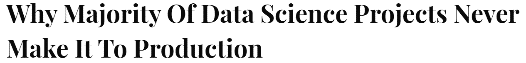 Why Majority Of Data Science Projects Never
Make It To Production